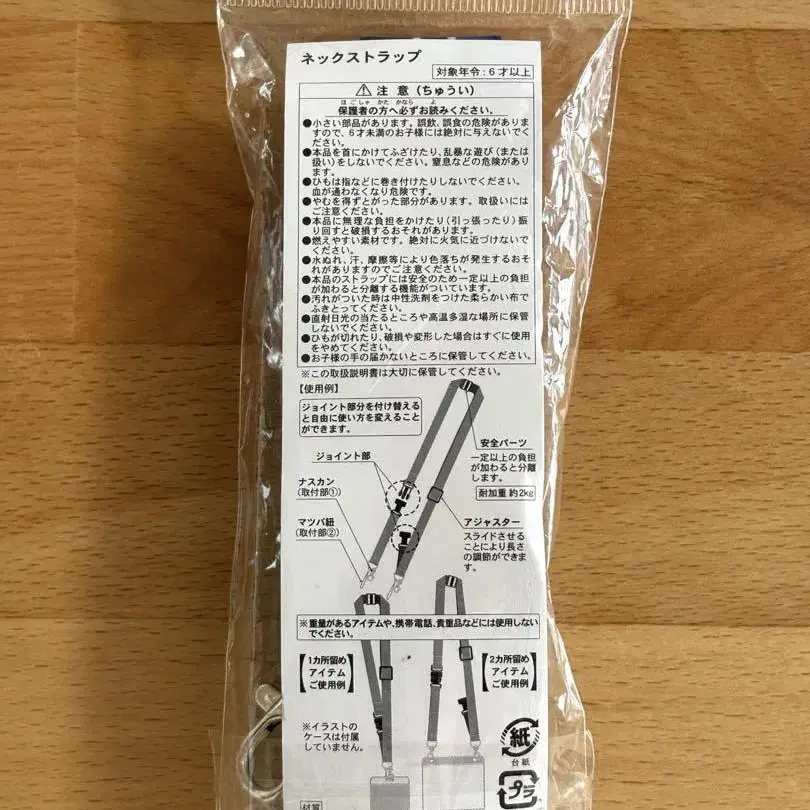 ネックストラップ
対象年令:6才以上
⚠注 意(ちゅうい)
ほごしゃ かた かなら よ
保護者の方へ必ずお読みください。
●小さい部品があります。誤飲、誤食の危険がありま
すので、6才未満のお子様には絶対に与えないでく
ださい。
●本品を首にかけてふざけたり、乱暴な遊び(または
扱い)をしないでください。窒息などの危険があり
ます。
●ひもは指などに巻き付けたりしないでください。
血が通わなくなり危険です。
●やむを得ずとがった部分があります。取扱いには
ご注意ください。
●本品に無理な負担をかけたり(引っ張ったり)振
り回すと破損するおそれがあります。
●燃えやすい素材です。絶対に火気に近づけないで
ください。
●水ぬれ、汗、摩擦等により色落ちが発生するおそ
れがありますのでご注意ください。
●本品のストラップには安全のため一定以上の負担
が加わると分離する機能がついています。
●汚れがついた時は中性洗剤をつけた柔らかい布で
ふきとってください。
●直射日光の当たるところや高温多湿な場所に保管
しないでください。
●ひもが切れたり、破損や変形した場合はすぐに使用
をやめてください。
●お子様の手の届かないところに保管してください。
※この取扱説明書は大切に保管してください。
【使用例】
ジョイント部分を付け替える
と自由に使い方を変えること
ができます。
安全パーツ
一定以上の負担
が加わると分離
します。
耐加重 約2kg
ジョイント部
ナスカン
(取付部①)
マツバ紐
(取付部②)
アジャスター
スライドさせる
ことにより長さ
の調節ができま
す。
※重量があるアイテムや、携帯電話、貴重品などには使用しない
でください。
【1カ所留め
アイテム
ご使用例】
【2カ所留め
アイテム
ご使用例】
※イラストの
ケースは付属
していません。
紙
台紙
プラ
材質